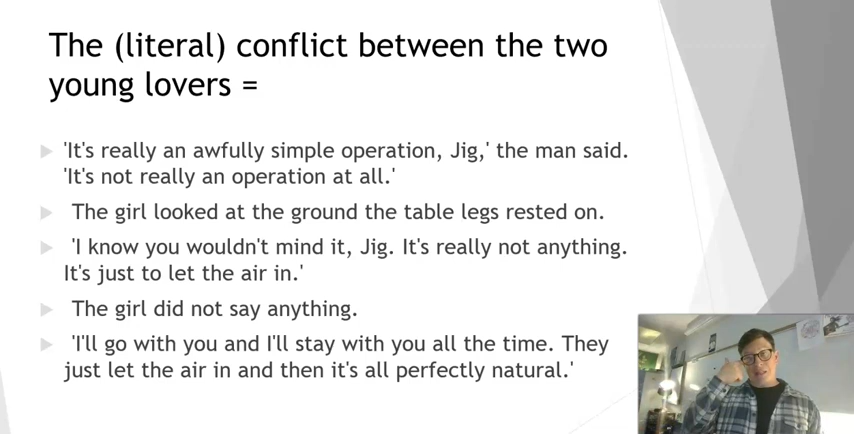 The (literal) conflict between the two
young lovers =
'It's really an awfully simple operation, Jig,' the man said.
'It's not really an operation at all.'
The girl looked at the ground the table legs rested on.
'I know you wouldn't mind it, Jig. It's really not anything.
It's just to let the air in.'
The girl did not say anything.
'I'll go with you and I'll stay with you all the time. They
just let the air in and then it's all perfectly natural.'